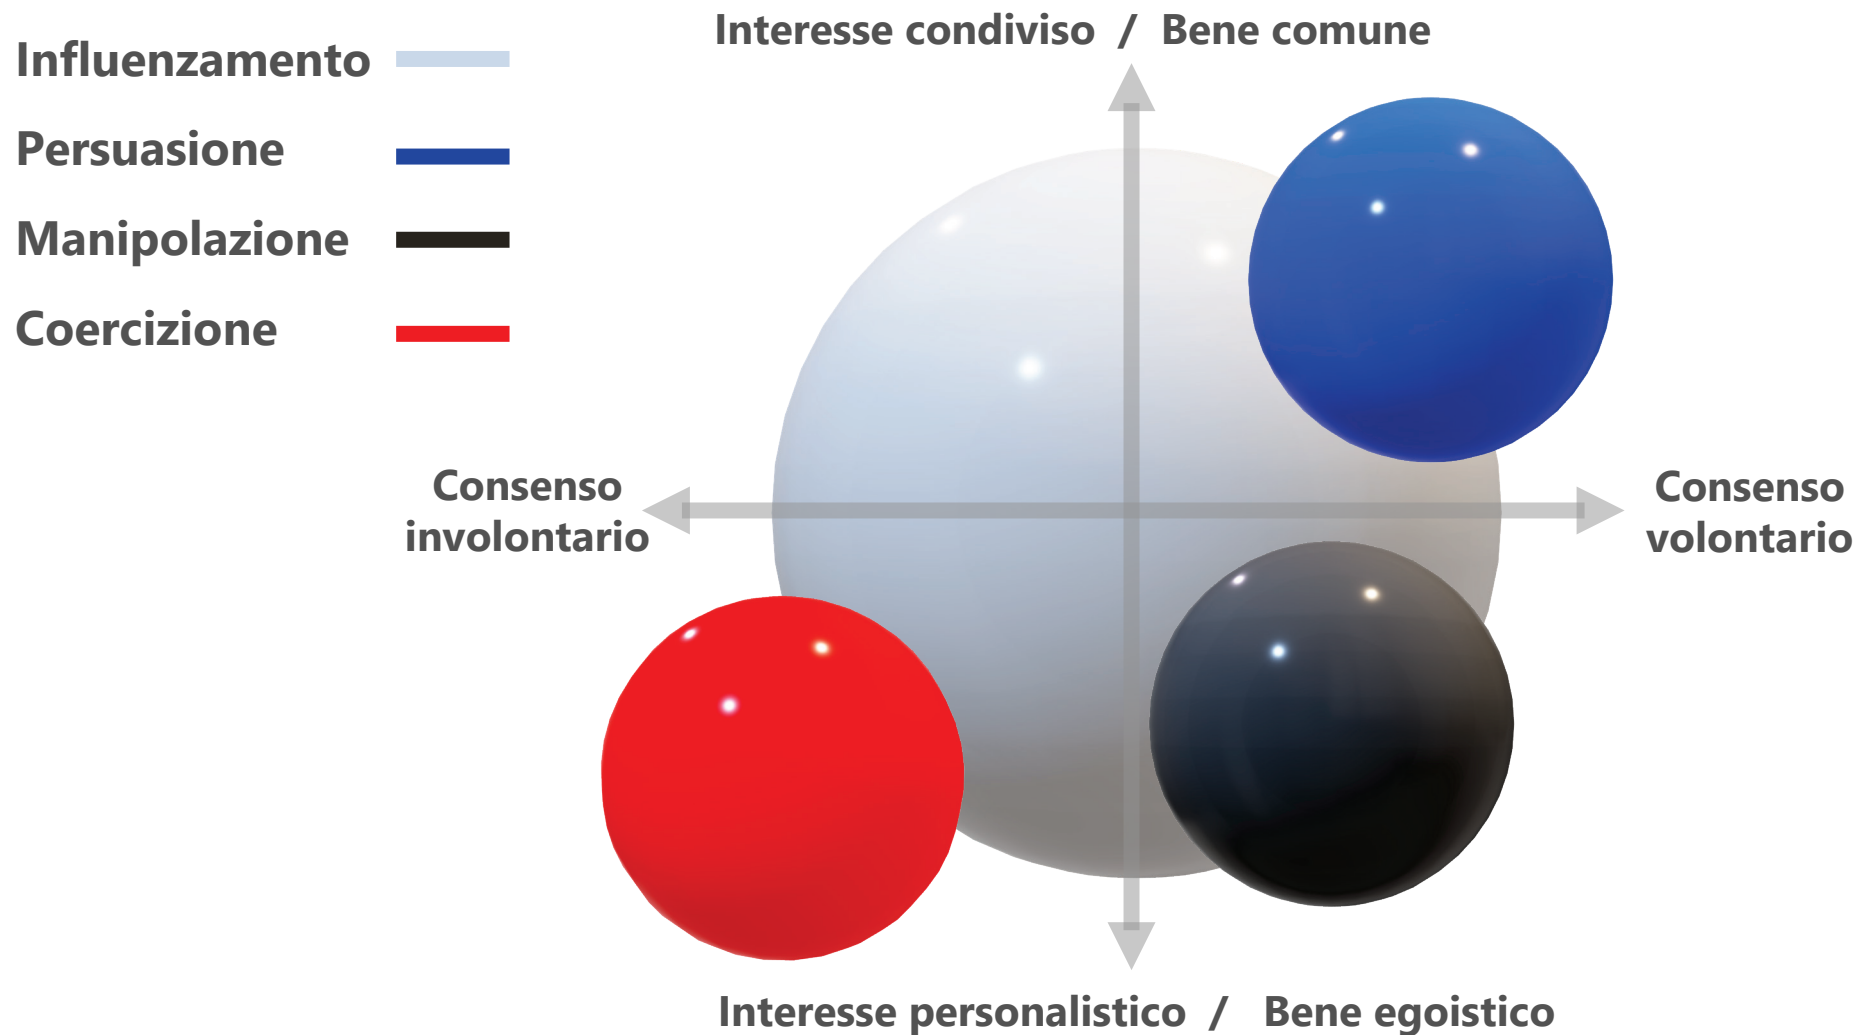 Influenzamento
Persuasione
Manipolazione
Coercizione
Interesse condiviso / Bene comune
Consenso
involontario
Consenso
volontario
Interesse personalistico / Bene egoistico